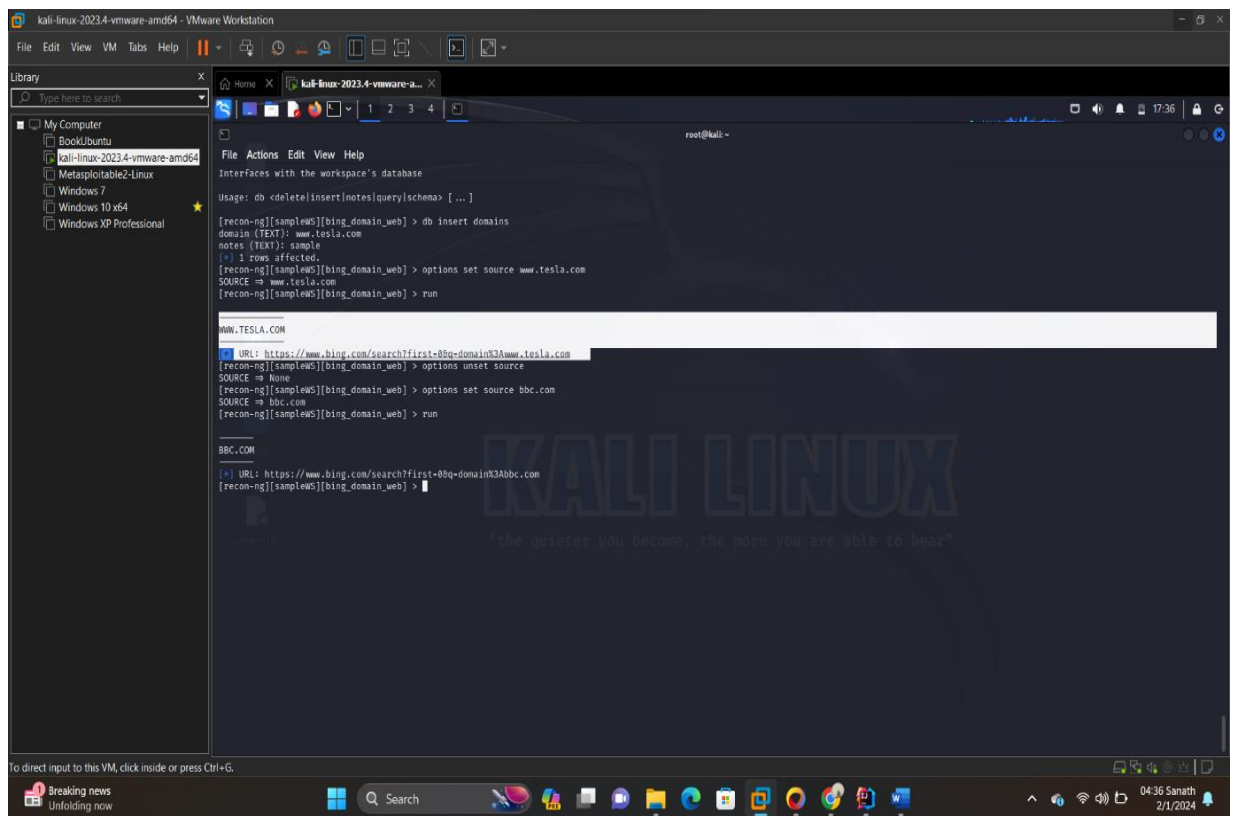 kali-linux-2023.4-vmware-amd64 - VMware Workstation
File Edit View VM Tabs Help
Library X
Type here to search
My Computer
BookUbuntu
kali-linux-2023.4-vmware-amd64
Metasploitable2-Linux
Windows 7
Windows 10 x64
Windows XP Professional
Home X kali-linux-2023.4-vmware-a... X
1 2 3 4 17:36
root@kali: ~
File Actions Edit View Help
Interfaces with the workspace's database
Usage: db <delete|insert|notes|query|schema> [ ... ]
[recon-ng][sampleWS][bing_domain_web] > db insert domains
domain (TEXT): www.tesla.com
notes (TEXT): sample
[*] 1 rows affected.
[recon-ng][sampleWS][bing_domain_web] > options set source www.tesla.com
SOURCE ⇒ www.tesla.com
[recon-ng][sampleWS][bing_domain_web] > run
WWW.TESLA.COM
[*] URL: https://www.bing.com/search?first=0&q=domain%3Awww.tesla.com
[recon-ng][sampleWS][bing_domain_web] > options unset source
SOURCE ⇒ None
[recon-ng][sampleWS][bing_domain_web] > options set source bbc.com
SOURCE ⇒ bbc.com
[recon-ng][sampleWS][bing_domain_web] > run
BBC.COM
[*] URL: https://www.bing.com/search?first=0&q=domain%3Abbc.com
[recon-ng][sampleWS][bing_domain_web] >
KALI LINUX
"the quieter you become, the more you are able to hear"
To direct input to this VM, click inside or press Ctrl+G.
1 Breaking news
Unfolding now
Search
PRE
04:36 Sanath
2/1/2024